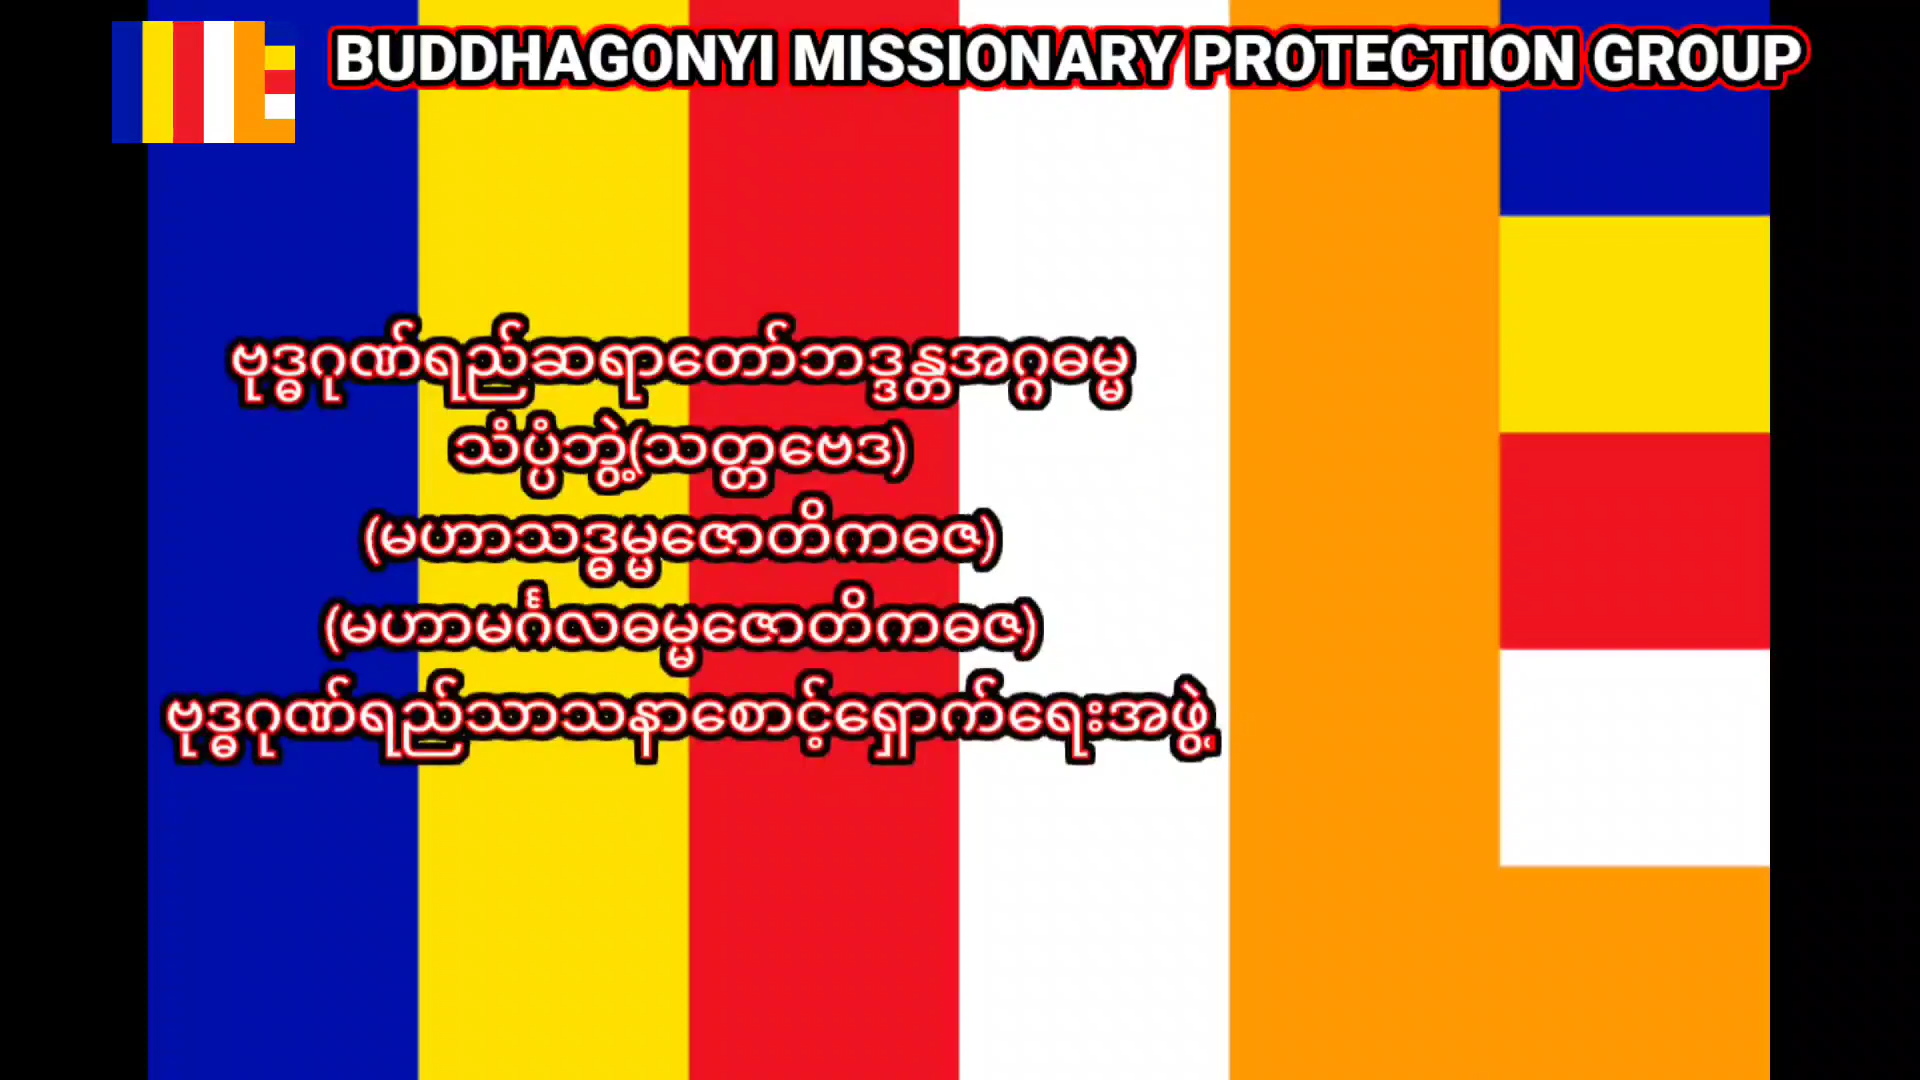 BUDDHAGONYI MISSIONARY PROTECTION GROUP
ဗုဒ္ဓဂုဏ်ရည်ဆရာတော်ဘဒ္ဒန္တအဂ္ဂဓမ္မ
သံပ္ပံဘွဲ့(သတ္တဗေဒ)
(မဟာသဒ္ဓမ္မဇောတိကဓဇ)
(မဟာမင်္ဂလဓမ္မဇောတိကဓဇ)
ဗုဒ္ဓဂုဏ်ရည်သာသနာစောင့်ရှောက်ရေးအဖွဲ့